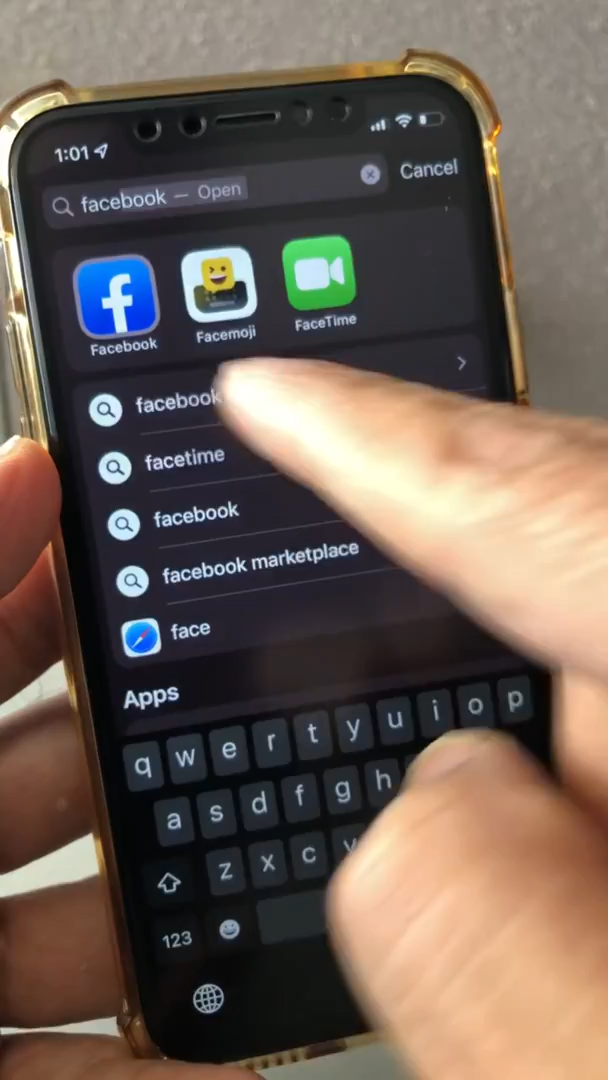 1:01
facebook — Open
Cancel
Facebook
Facemoji
FaceTime
facebook
facetime
facebook
facebook marketplace
face
Apps
q w e r t y u i o p
a s d f g h
z x c v
123